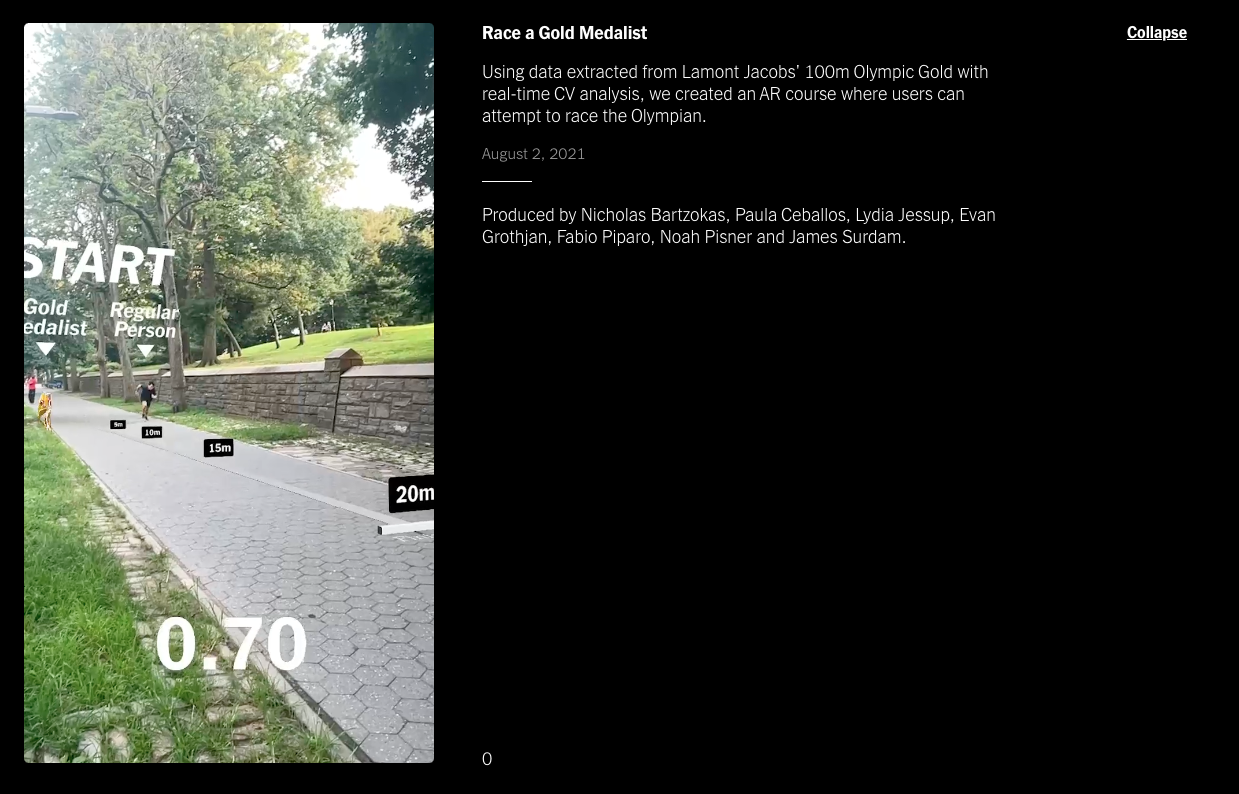 START
Gold
edalist
Regular
Person
5m
10m
15m
20m
0.70
Race a Gold Medalist
Collapse
Using data extracted from Lamont Jacobs' 100m Olympic Gold with
real-time CV analysis, we created an AR course where users can
attempt to race the Olympian.
August 2, 2021
Produced by Nicholas Bartzokas, Paula Ceballos, Lydia Jessup, Evan
Grothjan, Fabio Piparo, Noah Pisner and James Surdam.
0